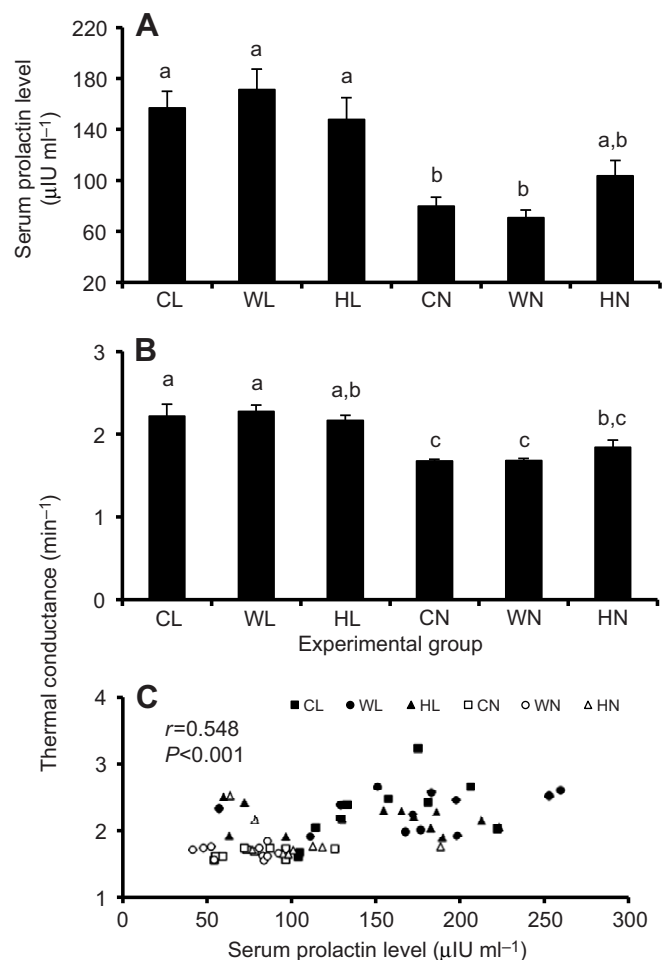 A
Serum prolactin level
(μIU ml⁻¹)
220
180
140
100
60
20
a
a
a
b
b
a,b
CL
WL
HL
CN
WN
HN
B
3
2
1
0
a
a
a,b
c
c
b,c
CL
WL
HL
CN
WN
HN
Experimental group
Thermal conductance (min⁻¹)
C
CL
WL
HL
CN
WN
HN
r=0.548
P<0.001
4
3
2
1
0
50
100
150
200
250
300
Serum prolactin level (μIU ml⁻¹)